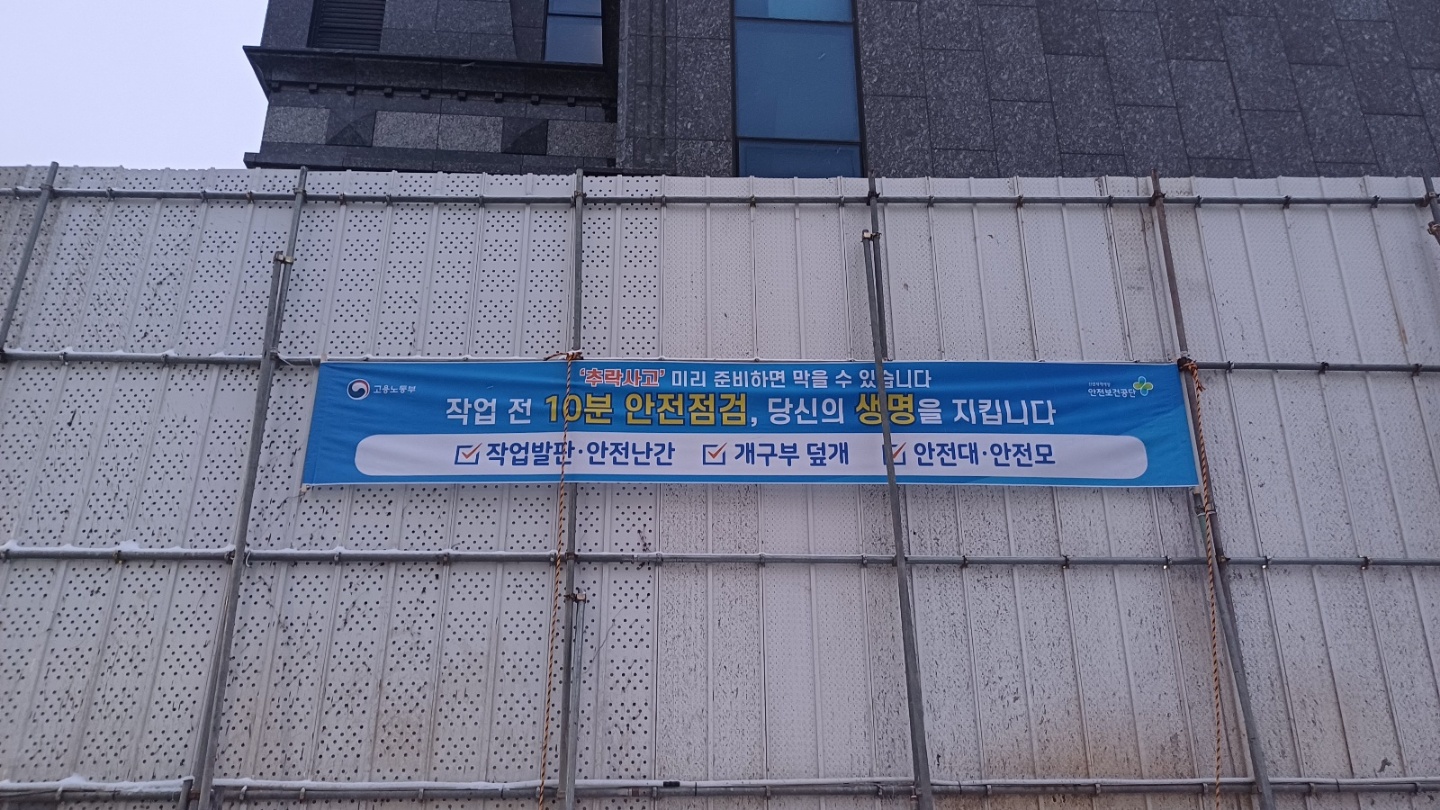 고용노동부
'추락사고' 미리 준비하면 막을 수 있습니다
안전보건공단
작업 전 10분 안전점검, 당신의 생명을 지킵니다
작업발판·안전난간 개구부 덮개 안전대·안전모